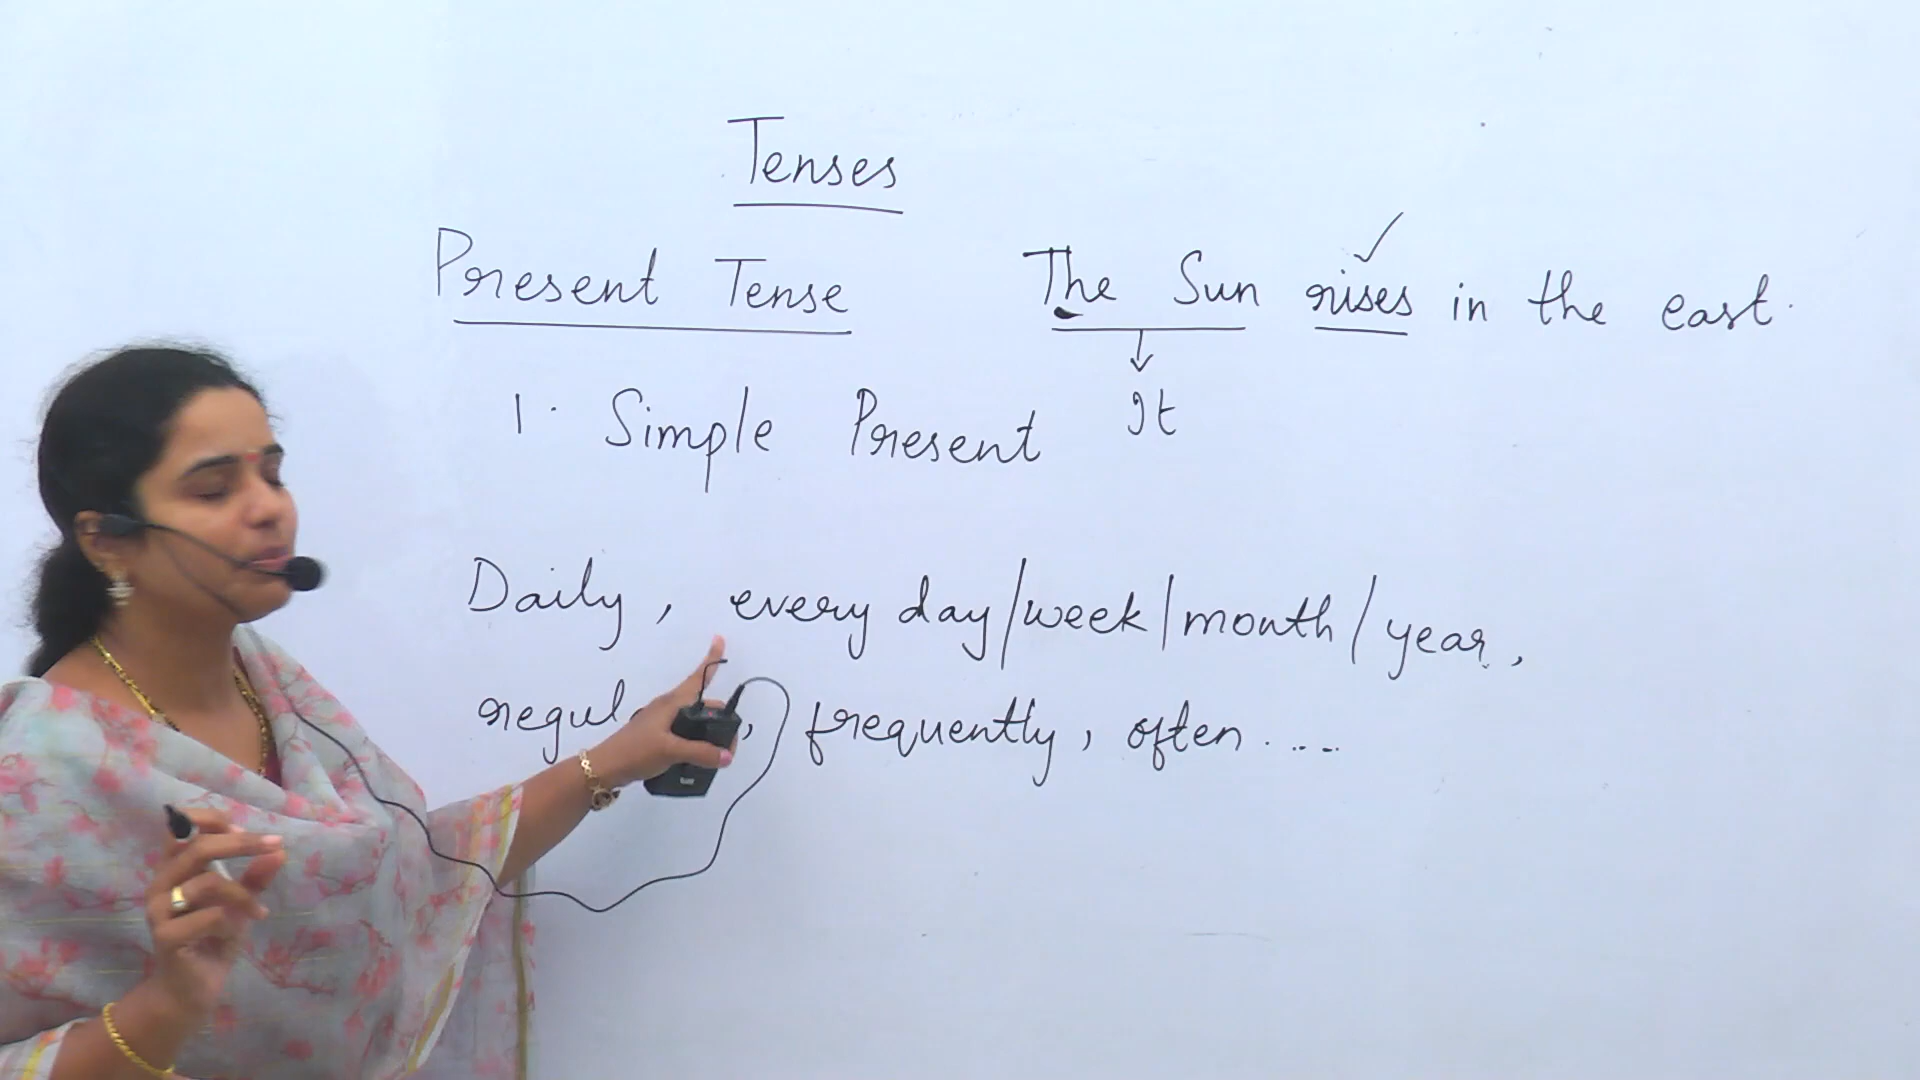 Tenses
Present Tense
The Sun rises in the east.
It
1. Simple Present
Daily, every day/week/month/year,
frequently, often ....